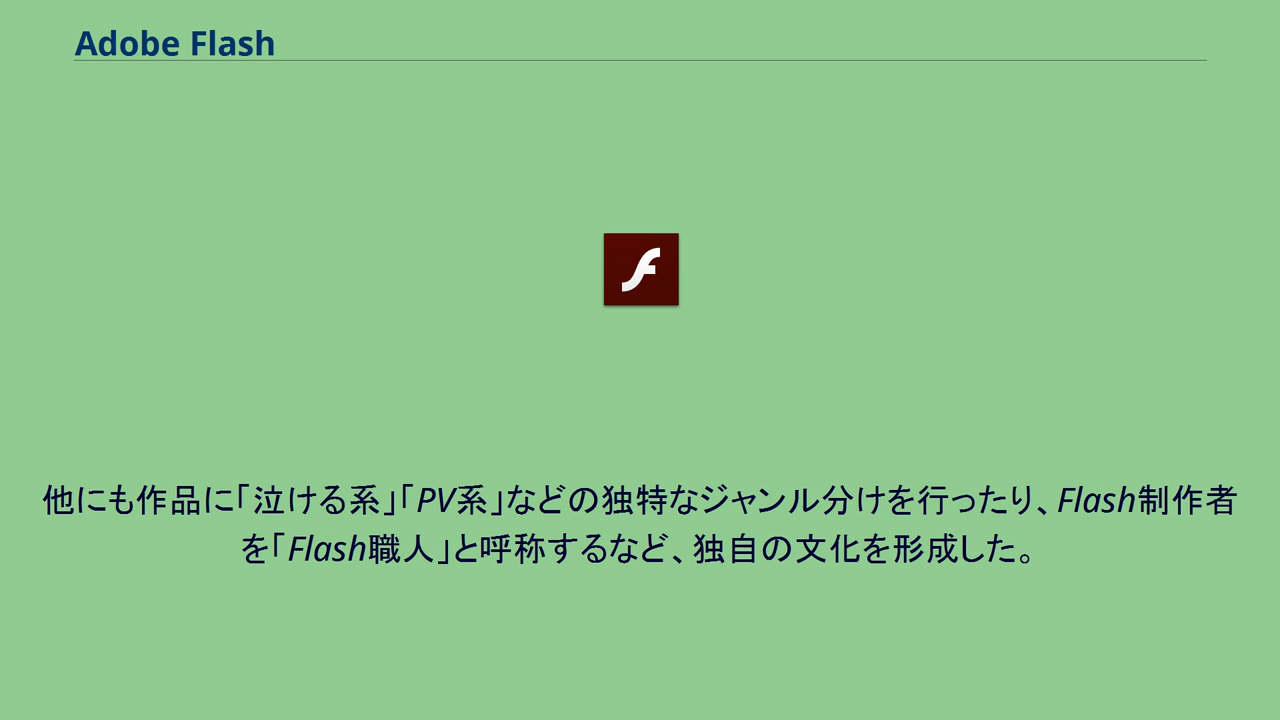 Adobe Flash
他にも作品に「泣ける系」「PV系」などの独特なジャンル分けを行ったり、Flash制作者
を「Flash職人」と呼称するなど、独自の文化を形成した。